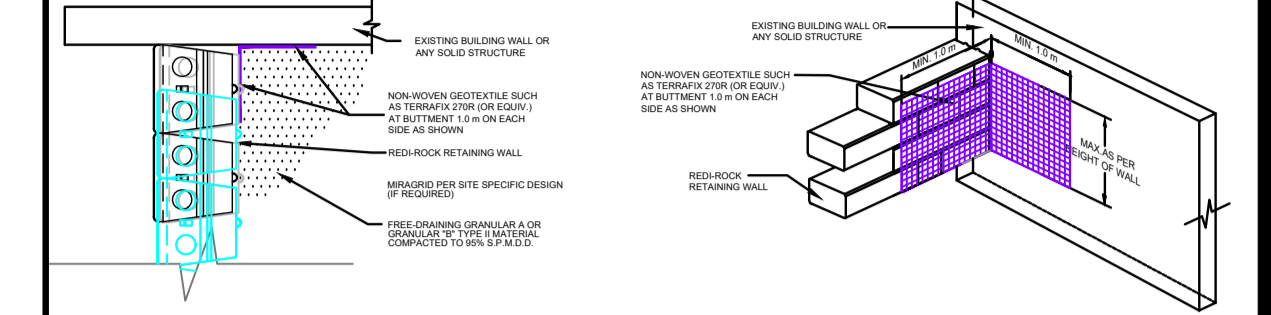 EXISTING BUILDING WALL OR
ANY SOLID STRUCTURE
NON-WOVEN GEOTEXTILE SUCH
AS TERRAFIX 270R (OR EQUIV.)
AT BUTTMENT 1.0 m ON EACH
SIDE AS SHOWN
REDI-ROCK RETAINING WALL
MIRAGRID PER SITE SPECIFIC DESIGN
(IF REQUIRED)
FREE-DRAINING GRANULAR A OR
GRANULAR "B" TYPE II MATERIAL
COMPACTED TO 95% S.P.M.D.D.
EXISTING BUILDING WALL OR
ANY SOLID STRUCTURE
MIN. 1.0 m
MIN. 1.0 m
NON-WOVEN GEOTEXTILE SUCH
AS TERRAFIX 270R (OR EQUIV.)
AT BUTTMENT 1.0 m ON EACH
SIDE AS SHOWN
MAX.AS PER
HEIGHT OF WALL
REDI-ROCK
RETAINING WALL